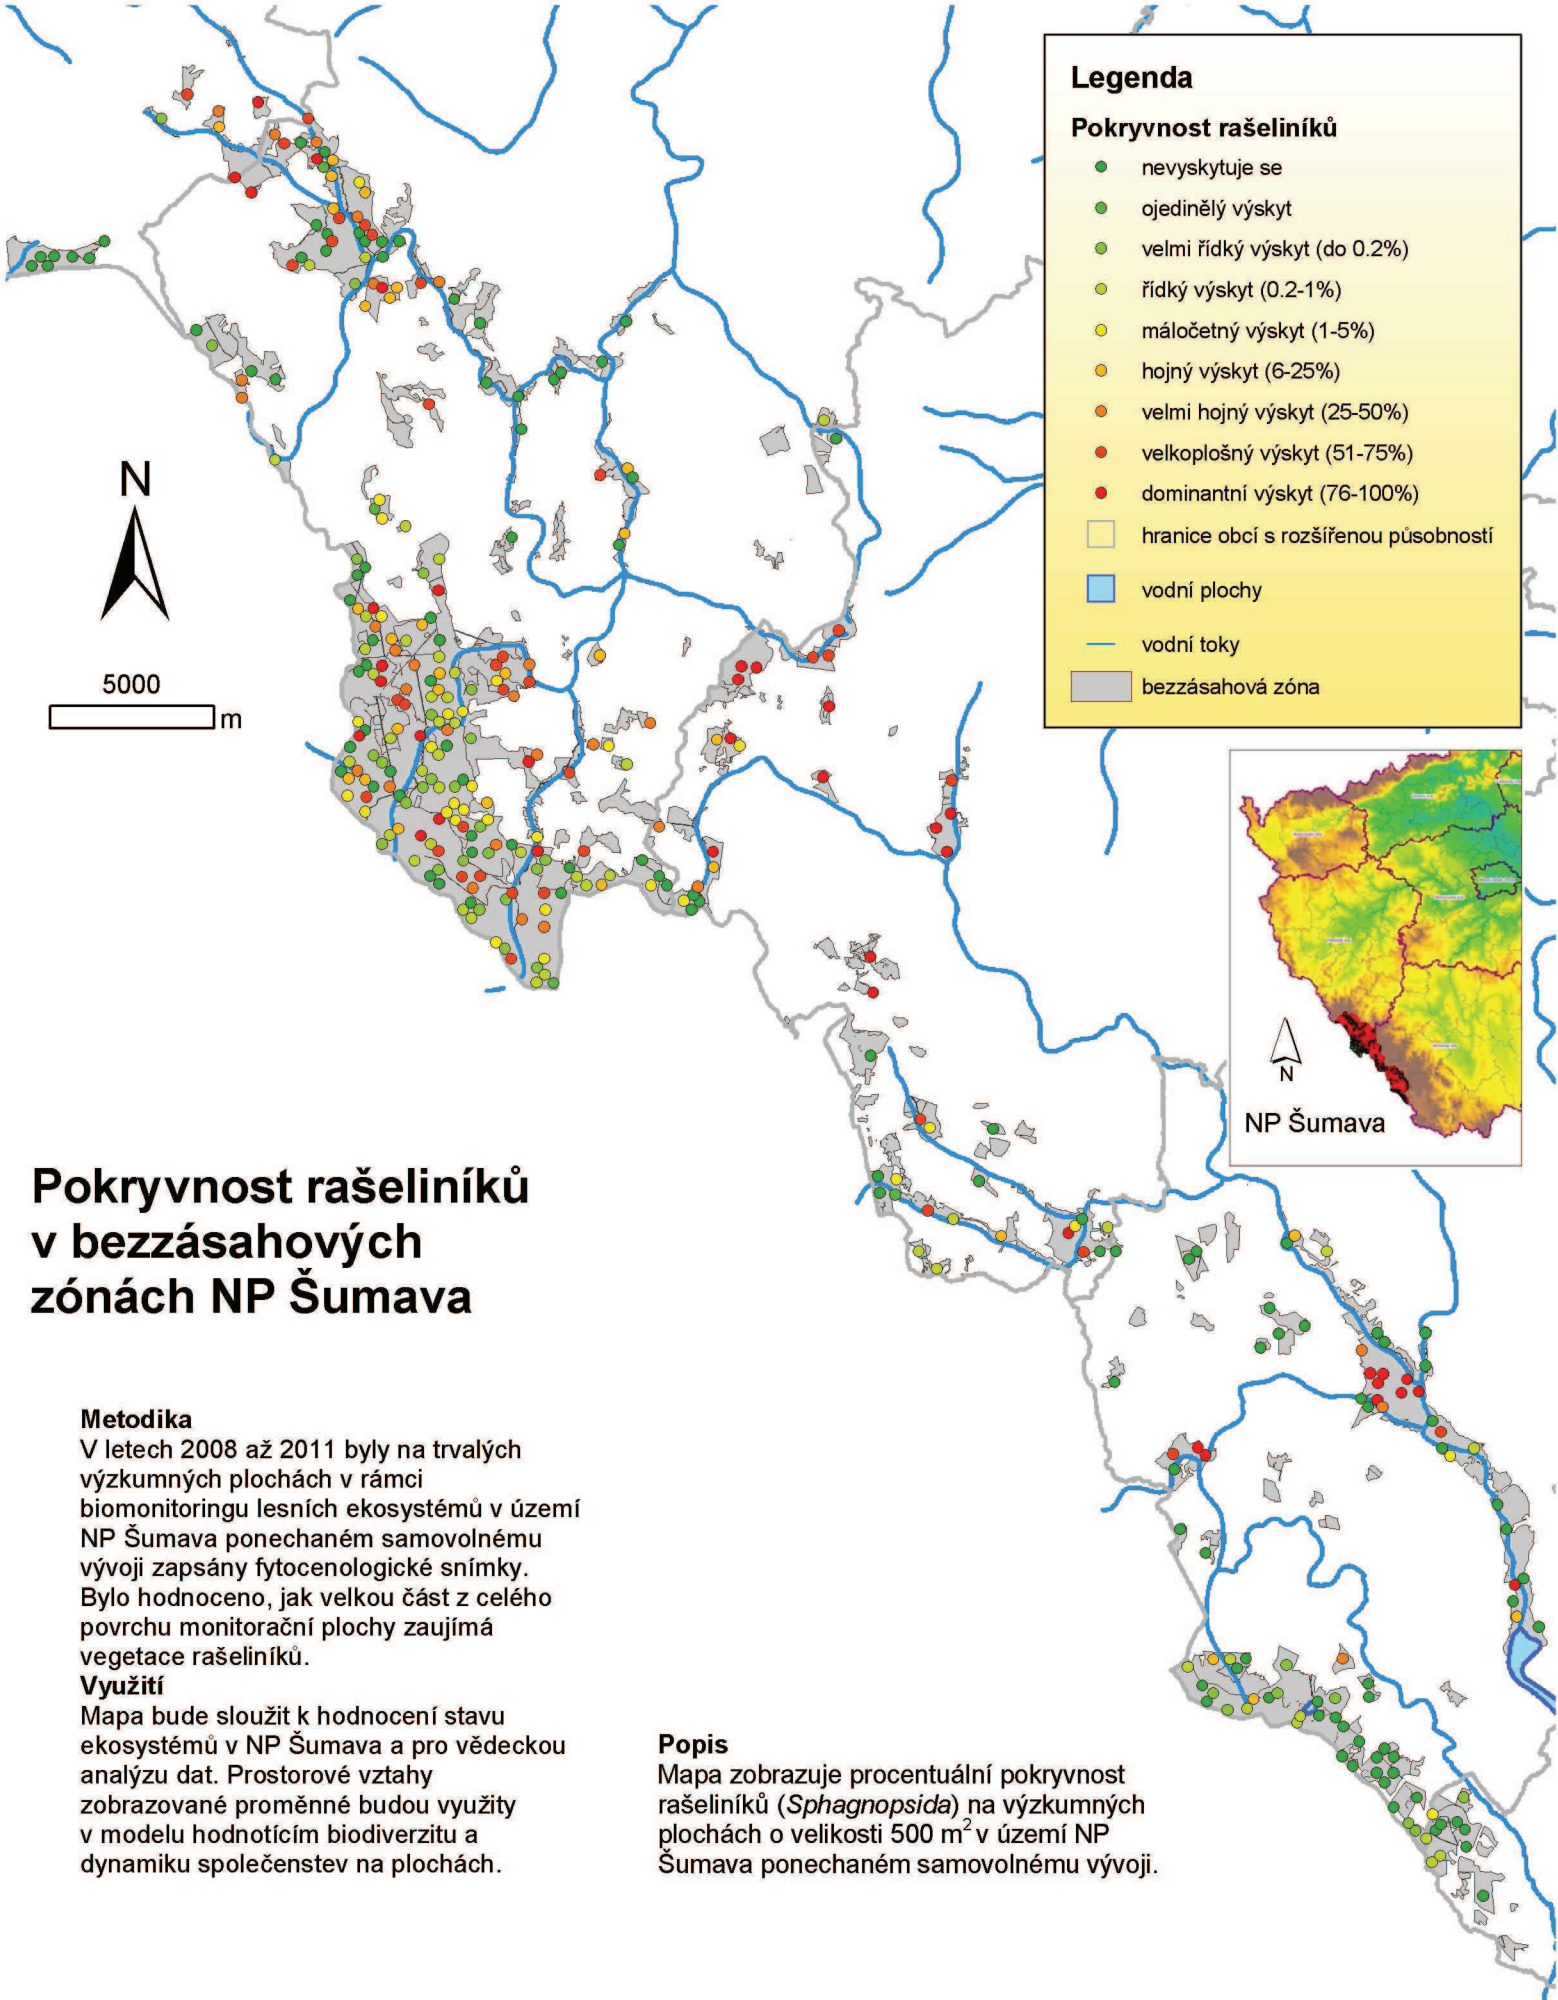 Legenda
Pokryvnost rašeliníků
nevyskytuje se
ojedinělý výskyt
velmi řídký výskyt (do 0.2%)
řídký výskyt (0.2-1%)
máločetný výskyt (1-5%)
hojný výskyt (6-25%)
velmi hojný výskyt (25-50%)
velkoplošný výskyt (51-75%)
dominantní výskyt (76-100%)
hranice obcí s rozšířenou působností
vodní plochy
vodní toky
bezzásahová zóna
N
5000
m
N
NP Šumava
Pokryvnost rašeliníků
v bezzásahových
zónách NP Šumava
Metodika
V letech 2008 až 2011 byly na trvalých
výzkumných plochách v rámci
biomonitoringu lesních ekosystémů v území
NP Šumava ponechaném samovolnému
vývoji zapsány fytocenologické snímky.
Bylo hodnoceno, jak velkou část z celého
povrchu monitorační plochy zaujímá
vegetace rašeliníků.
Využití
Mapa bude sloužit k hodnocení stavu
ekosystémů v NP Šumava a pro vědeckou
analýzu dat. Prostorové vztahy
zobrazované proměnné budou využity
v modelu hodnotícím biodiverzitu a
dynamiku společenstev na plochách.
Popis
Mapa zobrazuje procentuální pokryvnost
rašeliníků (Sphagnopsida) na výzkumných
plochách o velikosti 500 m² v území NP
Šumava ponechaném samovolnému vývoji.